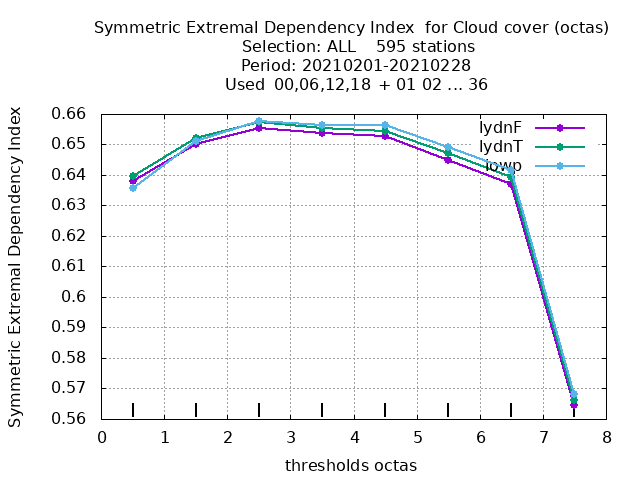 Symmetric Extremal Dependency Index for Cloud cover (octas)
Selection: ALL 595 stations
Period: 20210201-20210228
Used 00,06,12,18 + 01 02 ... 36
Symmetric Extremal Dependency Index
0.66
0.65
0.64
0.63
0.62
0.61
0.6
0.59
0.58
0.57
0.56
lydnF
lydnT
iowp
0 1 2 3 4 5 6 7 8
thresholds octas